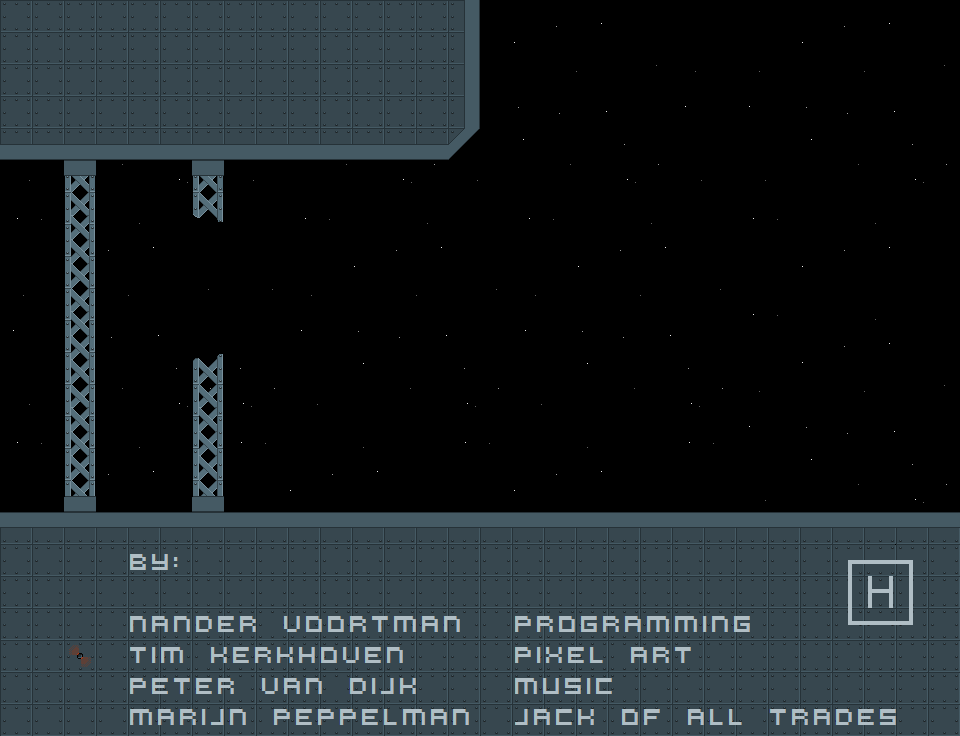 BY:
H
NANDER VOORTMAN PROGRAMMING
TIM KERKHOVEN PIXEL ART
PETER VAN DIJK MUSIC
MARIJN PEPPELMAN JACK OF ALL TRADES